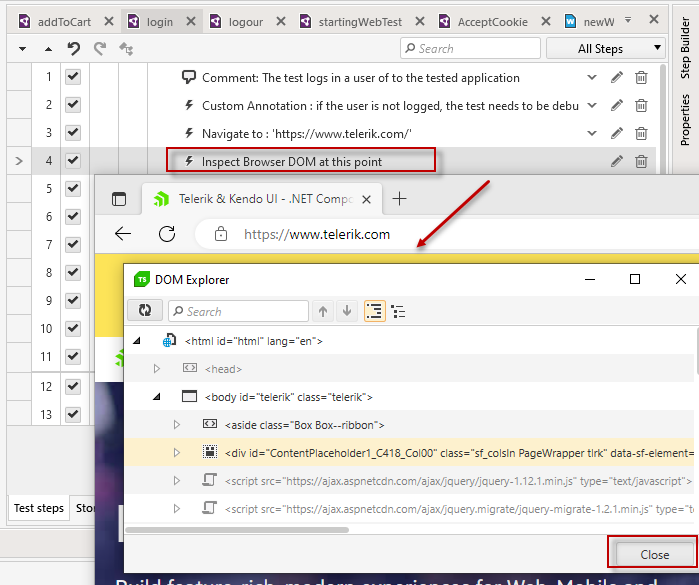 addToCart
login
logour
startingWebTest
AcceptCookie
newW
Search
All Steps
Step Builder
Properties
1
Comment: The test logs in a user of to the tested application
2
Custom Annotation : if the user is not logged, the test needs to be debu
3
Navigate to : 'https://www.telerik.com/'
4
Inspect Browser DOM at this point
5
6
7
8
9
10
11
12
13
Test steps
Telerik & Kendo UI - .NET Compo
https://www.telerik.com
TS
DOM Explorer
Search
<html id="html" lang="en">
<head>
<body id="telerik" class="telerik">
<aside class="Box Box--ribbon">
<div id="ContentPlaceholder1_C418_Col00" class="sf_colsIn PageWrapper tlrk" data-sf-element=
<script src="https://ajax.aspnetcdn.com/ajax/jquery/jquery-1.12.1.min.js" type="text/javascript">
<script src="https://ajax.aspnetcdn.com/ajax/jquery.migrate/jquery-migrate-1.2.1.min.js" type="t
Close
Build feature-rich, modern experiences for Web, Mobile and